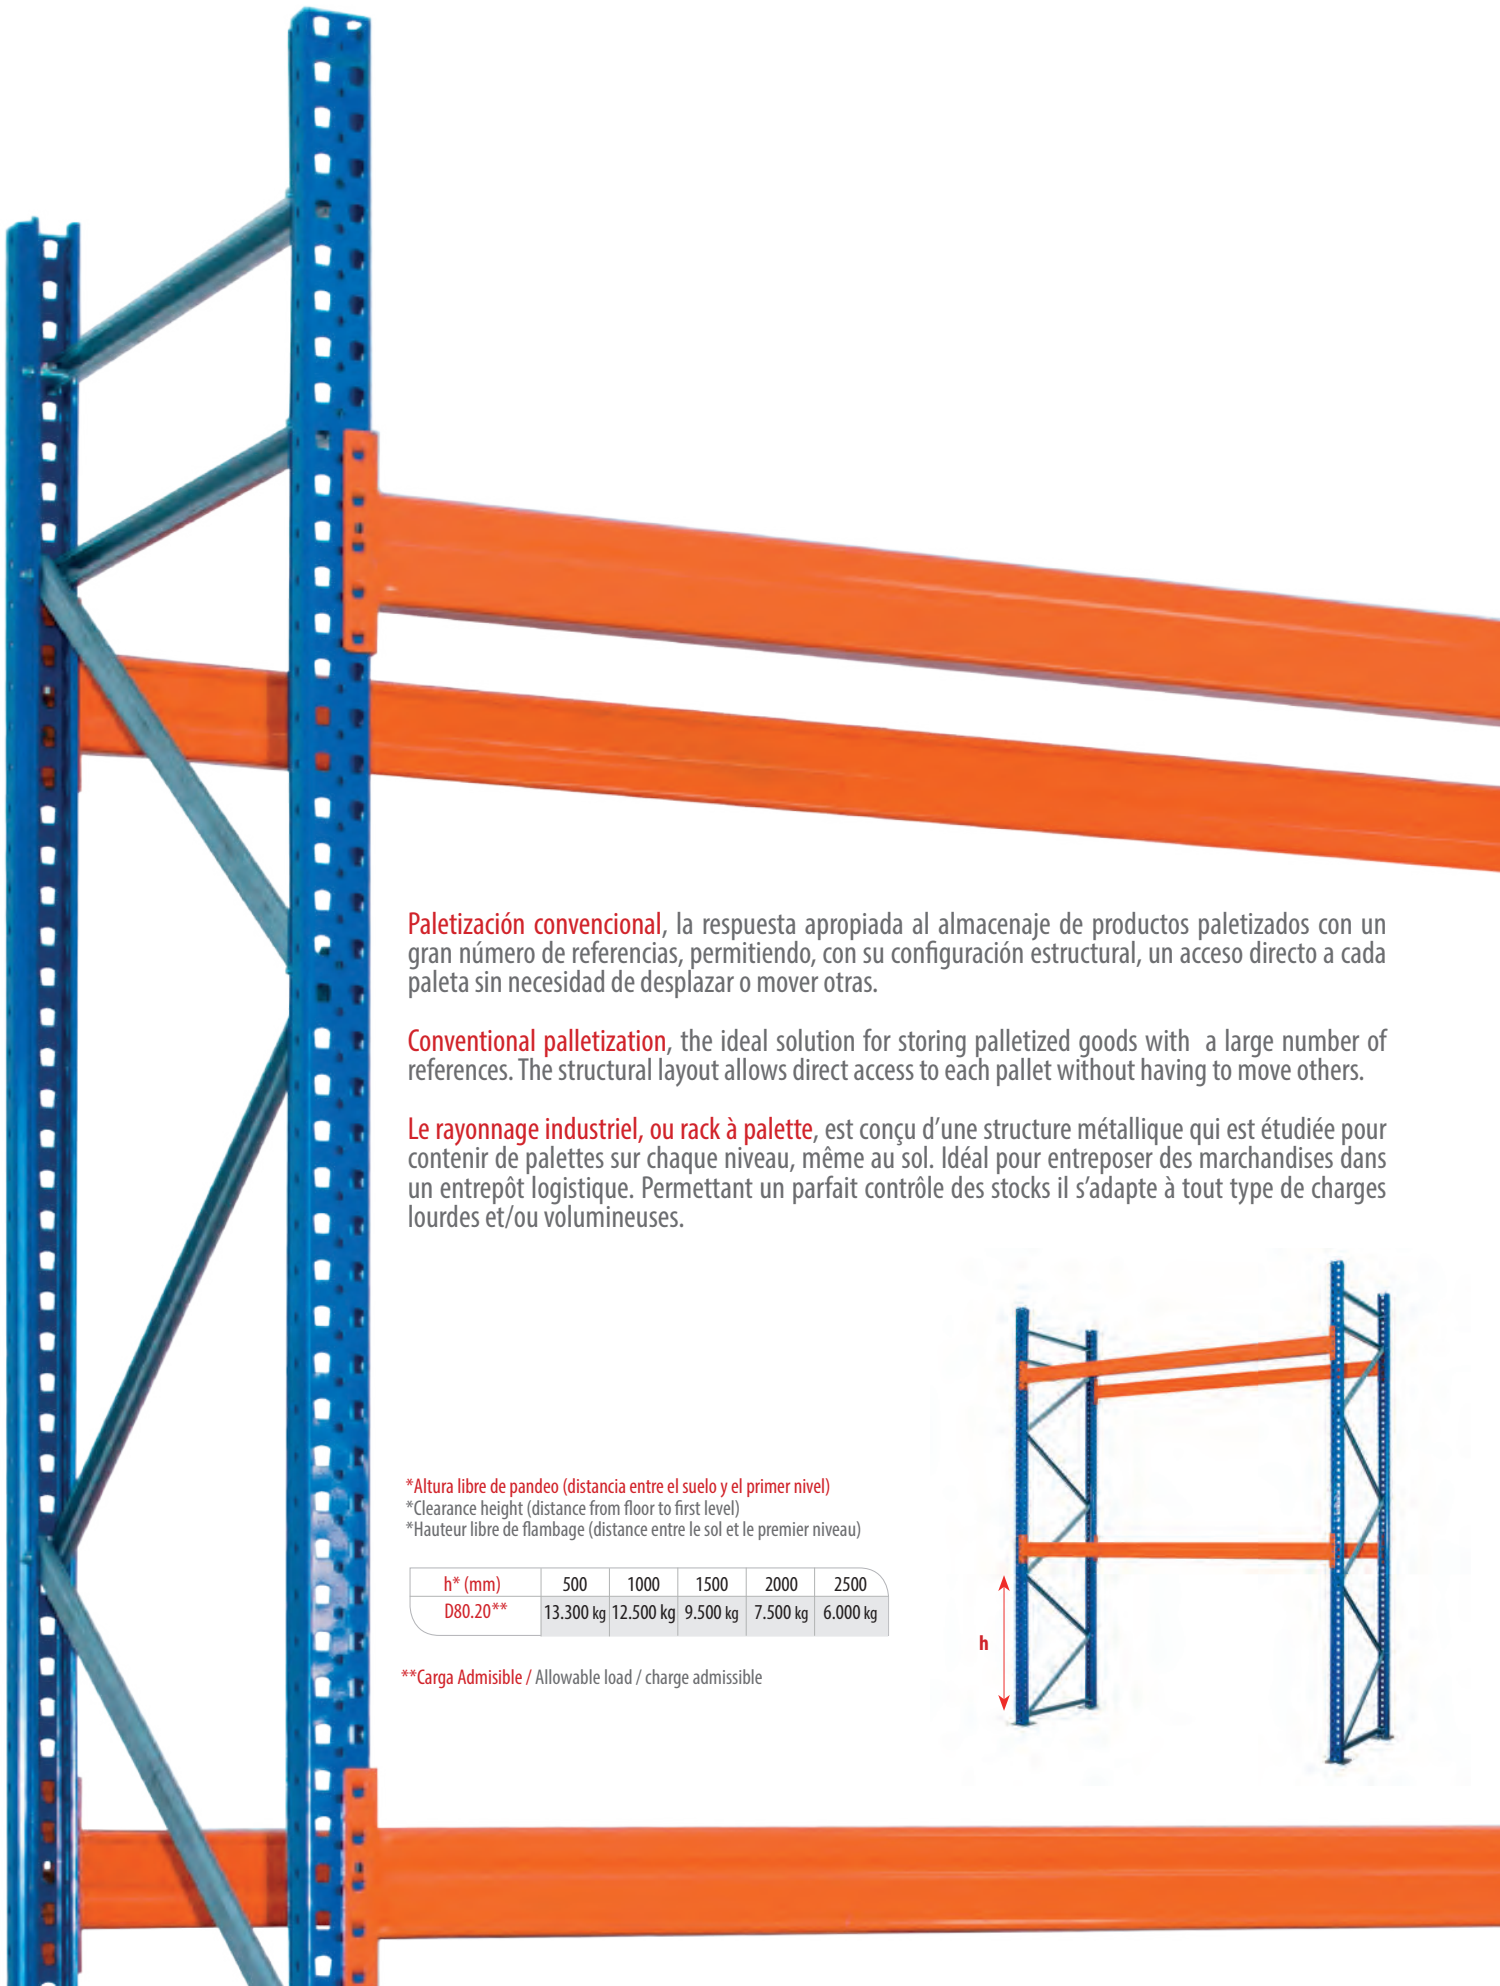 Paletización convencional, la respuesta apropiada al almacenaje de productos paletizados con un
gran número de referencias, permitiendo, con su configuración estructural, un acceso directo a cada
paleta sin necesidad de desplazar o mover otras.
Conventional palletization, the ideal solution for storing palletized goods with a large number of
references. The structural layout allows direct access to each pallet without having to move others.
Le rayonnage industriel, ou rack à palette, est conçu d’une structure métallique qui est étudiée pour
contenir de palettes sur chaque niveau, même au sol. Idéal pour entreposer des marchandises dans
un entrepôt logistique. Permettant un parfait contrôle des stocks il s’adapte à tout type de charges
lourdes et/ou volumineuses.
*Altura libre de pandeo (distancia entre el suelo y el primer nivel)
*Clearance height (distance from floor to first level)
*Hauteur libre de flambage (distance entre le sol et le premier niveau)
h* (mm) 500 1000 1500 2000 2500
D80.20** 13.300 kg 12.500 kg 9.500 kg 7.500 kg 6.000 kg
**Carga Admisible / Allowable load / charge admissible
h